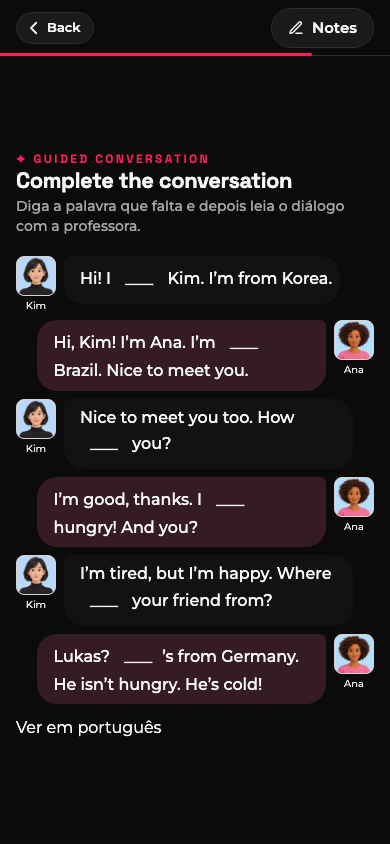 Back
Notes
✦ GUIDED CONVERSATION
Complete the conversation
Diga a palavra que falta e depois leia o diálogo
com a professora.
Hi! I ___ Kim. I'm from Korea.
Kim
Hi, Kim! I'm Ana. I'm ___
Brazil. Nice to meet you.
Ana
Nice to meet you too. How
___ you?
Kim
I'm good, thanks. I ___
hungry! And you?
Ana
I'm tired, but I'm happy. Where
___ your friend from?
Kim
Lukas? ___ 's from Germany.
He isn't hungry. He's cold!
Ana
Ver em português